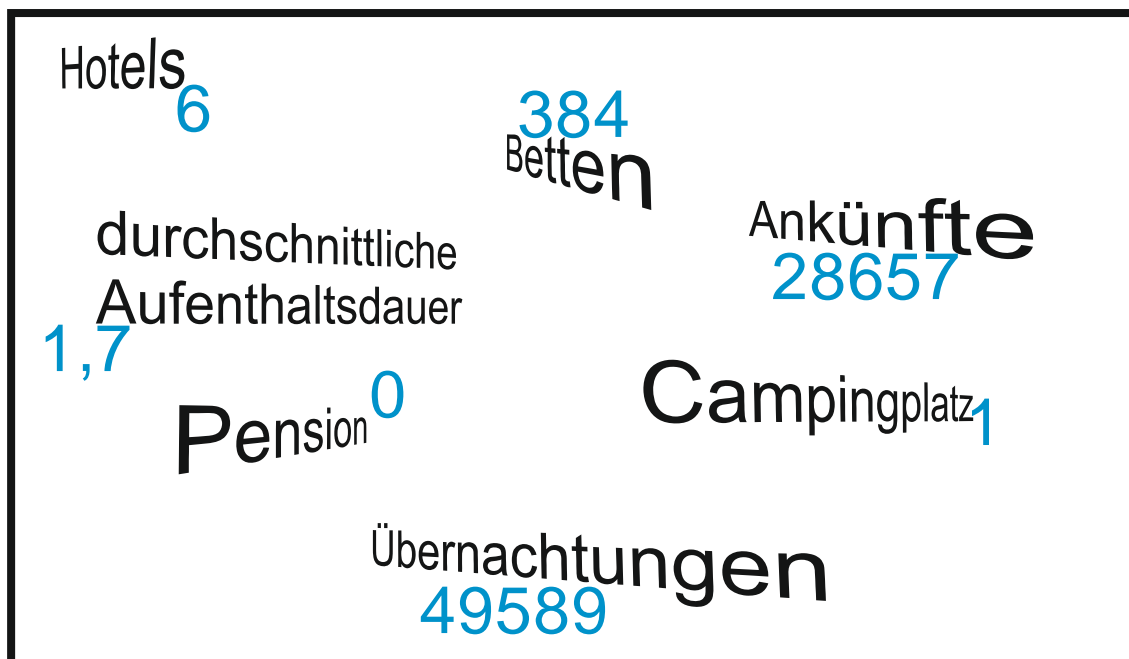 Hotels
6
384
Betten
Ankünfte
28657
durchschnittliche
Aufenthaltsdauer
1,7
Pension
0
Campingplatz
1
Übernachtungen
49589